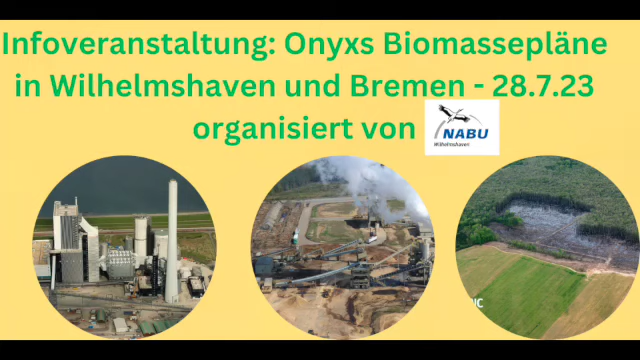 Infoveranstaltung: Onyxs Biomassepläne
in Wilhelmshaven und Bremen - 28.7.23
organisiert von
NABU
Wilhelmshaven